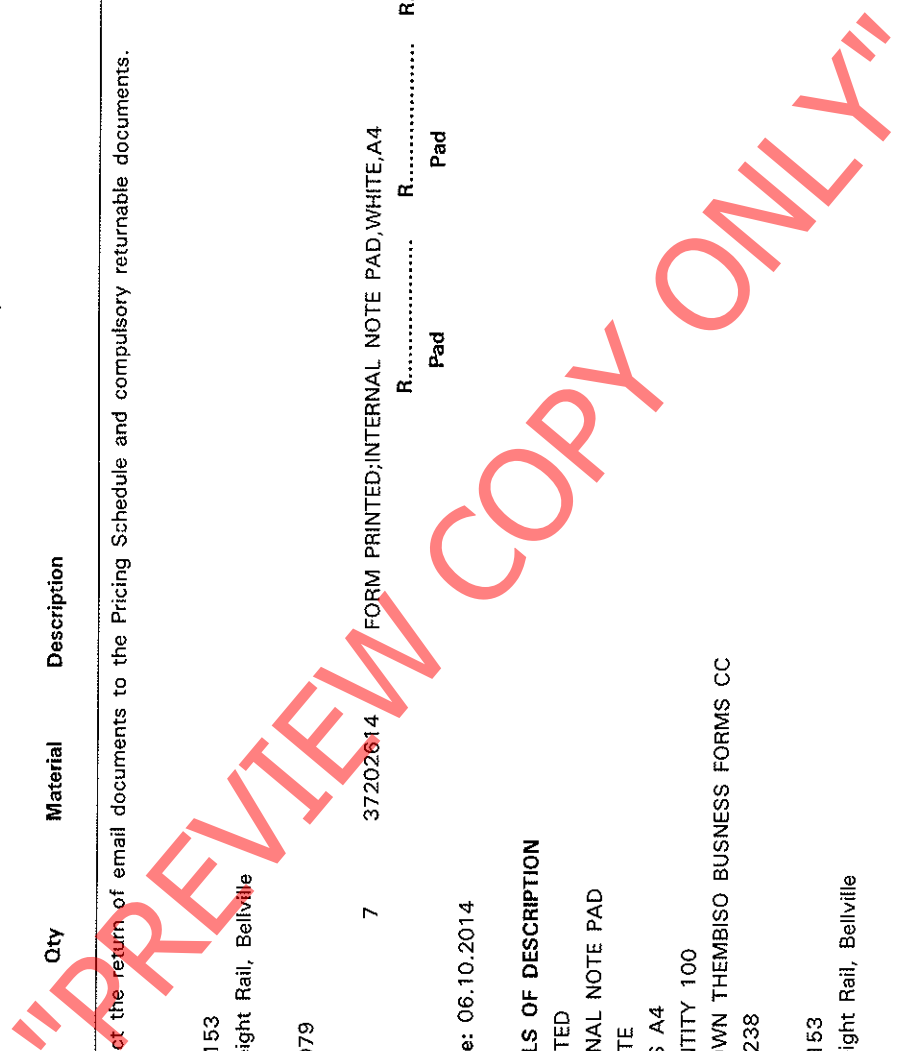 Qty Material Description
ct the return of email documents to the Pricing Schedule and compulsory returnable documents.
153
ight Rail, Bellville
079
7 37202614 FORM PRINTED;INTERNAL NOTE PAD,WHITE,A4
R............... R............... R.
Pad Pad
e: 06.10.2014
LS OF DESCRIPTION
TED
NAL NOTE PAD
TE
S A4
NTITY 100
OWN THEMBISO BUSNESS FORMS CC
238
153
ight Rail, Bellville
"PREVIEW COPY ONLY"